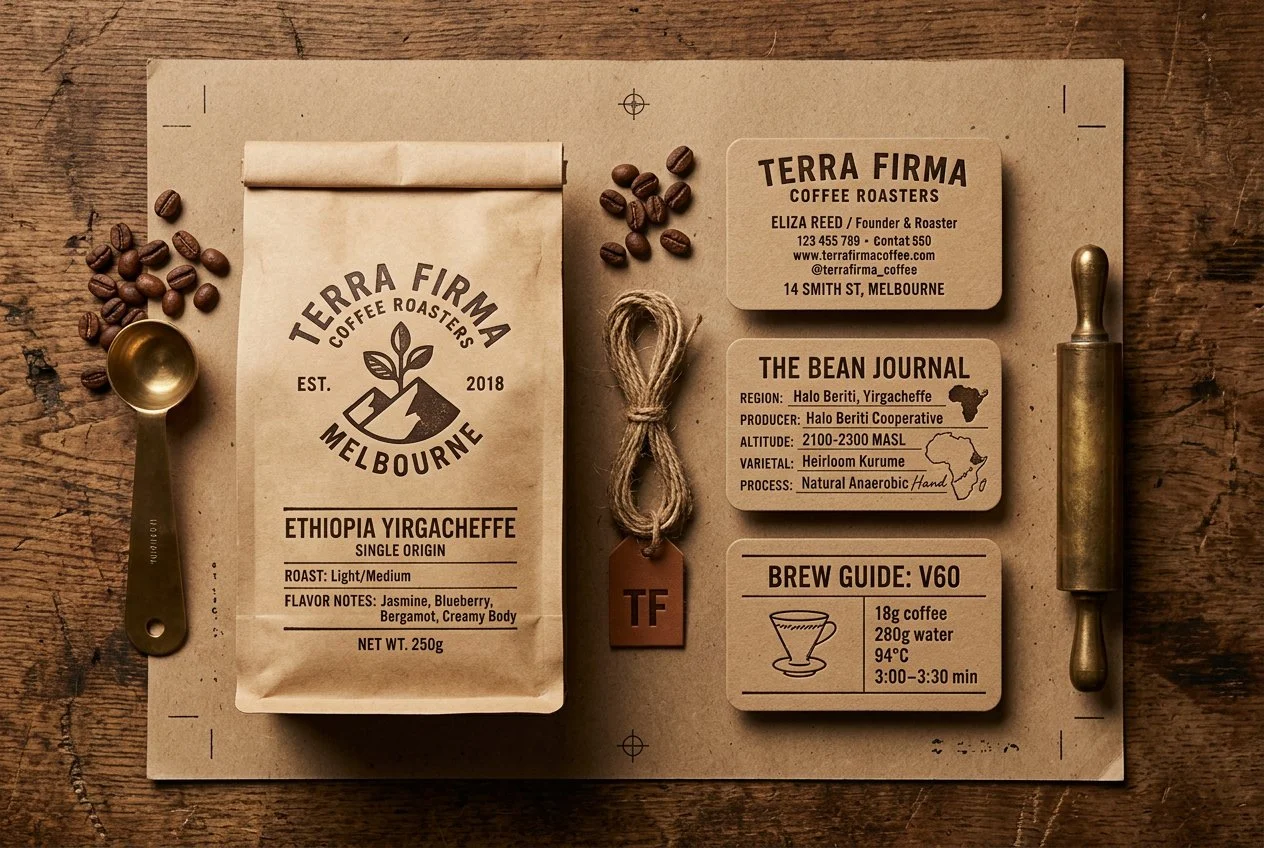 TERRA FIRMA
COFFEE ROASTERS
EST. 2018
MELBOURNE
ETHIOPIA YIRGACHEFFE
SINGLE ORIGIN
ROAST: Light/Medium
FLAVOR NOTES: Jasmine, Blueberry,
Bergamot, Creamy Body
NET WT. 250g
TF
TERRA FIRMA
COFFEE ROASTERS
ELIZA REED / Founder & Roaster
123 455 789 • Contat 550
www.terrafirmacoffee.com
@terrafirma_coffee
14 SMITH ST, MELBOURNE
THE BEAN JOURNAL
REGION: Halo Beriti, Yirgacheffe
PRODUCER: Halo Beriti Cooperative
ALTITUDE: 2100-2300 MASL
VARIETAL: Heirloom Kurume
PROCESS: Natural Anaerobic Hand
BREW GUIDE: V60
18g coffee
280g water
94°C
3:00–3:30 min